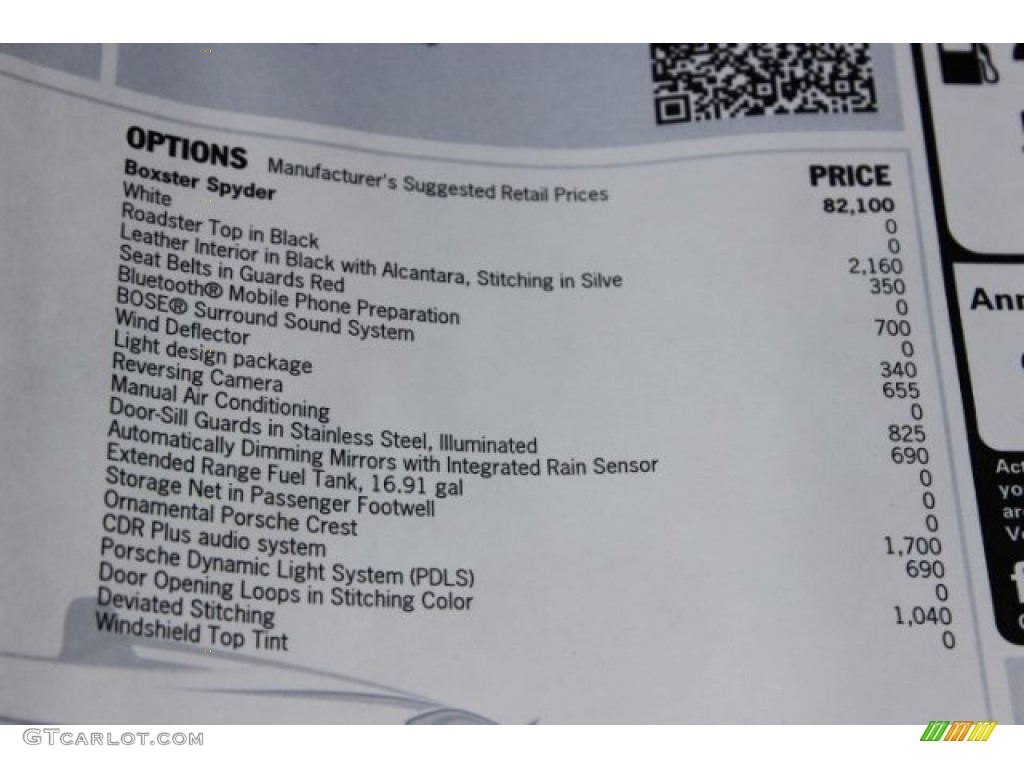 OPTIONS Manufacturer's Suggested Retail Prices PRICE
Boxster Spyder 82,100
White 0
Roadster Top in Black 0
Leather Interior in Black with Alcantara, Stitching in Silve 2,160
Seat Belts in Guards Red 350
Bluetooth® Mobile Phone Preparation 0
BOSE® Surround Sound System 700
Wind Deflector 0
Light design package 340
Reversing Camera 655
Manual Air Conditioning 0
Door-Sill Guards in Stainless Steel, Illuminated 825
Automatically Dimming Mirrors with Integrated Rain Sensor 690
Extended Range Fuel Tank, 16.91 gal 0
Storage Net in Passenger Footwell 0
Ornamental Porsche Crest 0
CDR Plus audio system 1,700
Porsche Dynamic Light System (PDLS) 690
Door Opening Loops in Stitching Color 0
Deviated Stitching 1,040
Windshield Top Tint 0
GTcarlot.com